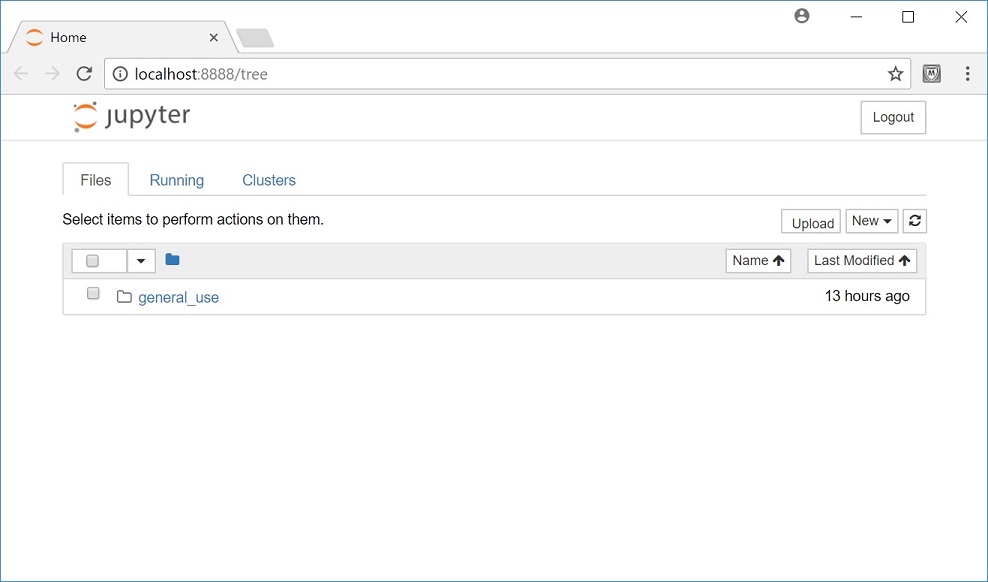 Home
localhost:8888/tree
jupyter
Logout
Files Running Clusters
Select items to perform actions on them.
Upload New
Name Last Modified
general_use 13 hours ago